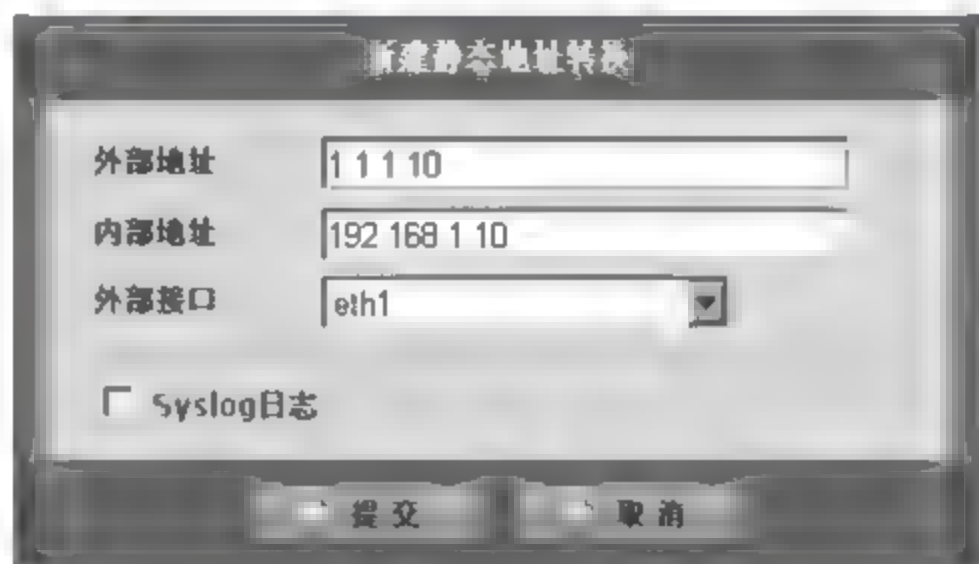 新建静态地址转换
外部地址 1 1 1 10
内部地址 192 168 1 10
外部接口 eth1
Syslog日志
提交 取消